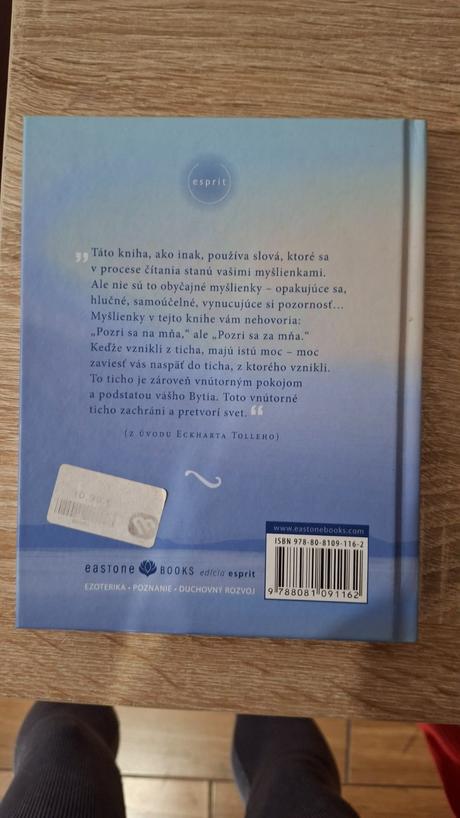 esprit
„Táto kniha, ako inak, používa slová, ktoré sa
v procese čítania stanú vašimi myšlienkami.
Ale nie sú to obyčajné myšlienky – opakujúce sa,
hlučné, samoúčelné, vynucujúce si pozornosť...
Myšlienky v tejto knihe vám nehovoria:
„Pozri sa na mňa,“ ale „Pozri sa za mňa.“
Keďže vznikli z ticha, majú istú moc – moc
zaviesť vás naspäť do ticha, z ktorého vznikli.
To ticho je zároveň vnútorným pokojom
a podstatou vášho Bytia. Toto vnútorné
ticho zachráni a pretvorí svet.“
(z úvodu Eckharta Tolleho)
10,90 €
www.eastonebooks.com
ISBN 978-80-8109-116-2
9 788081 091162
eastone BOOKS edícia esprit
EZOTERIKA • POZNANIE • DUCHOVNÝ ROZVOJ